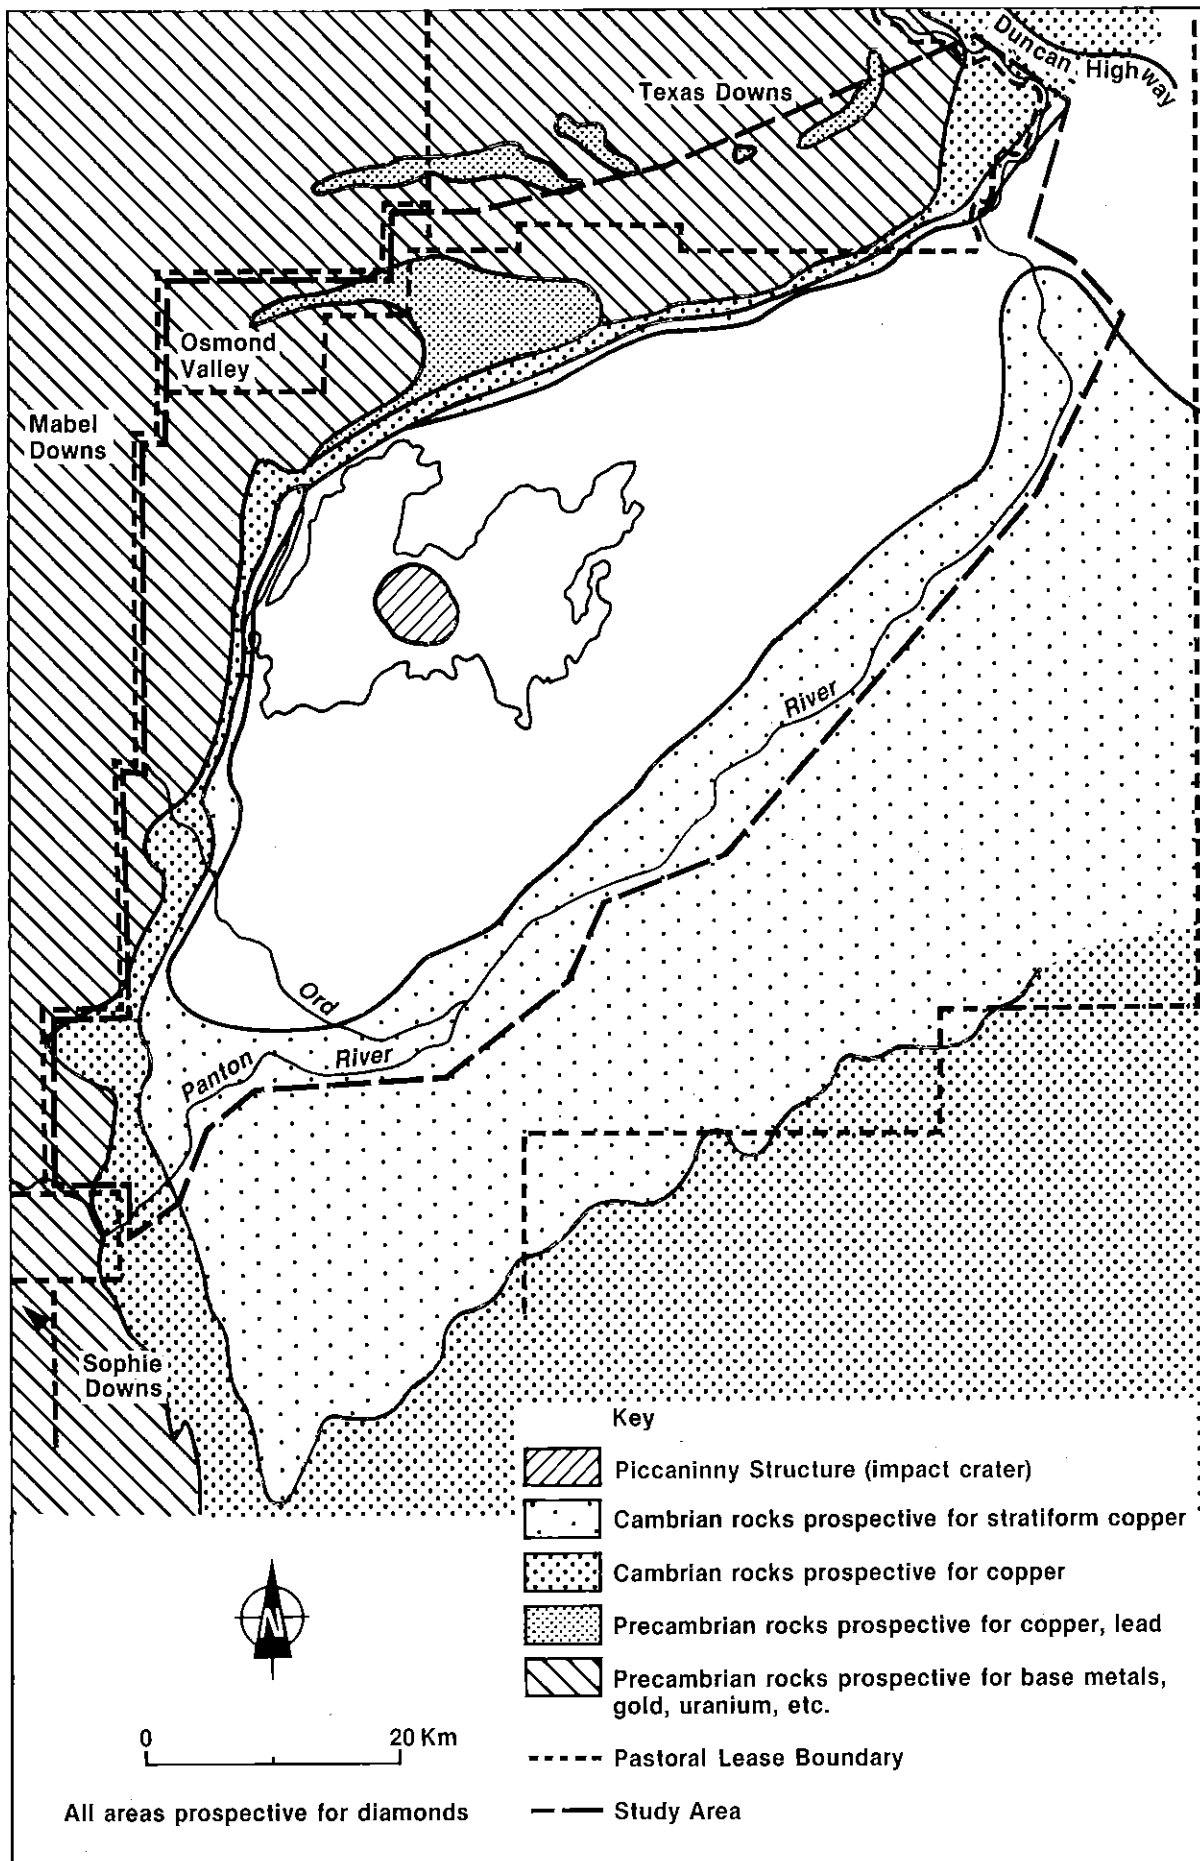 Duncan Highway
Texas Downs
Osmond
Valley
Mabel
Downs
River
Ord
River
Panton
Sophie
Downs
Key
Piccaninny Structure (impact crater)
Cambrian rocks prospective for stratiform copper
Cambrian rocks prospective for copper
Precambrian rocks prospective for copper, lead
Precambrian rocks prospective for base metals,
gold, uranium, etc.
Pastoral Lease Boundary
Study Area
N
0 20 Km
All areas prospective for diamonds